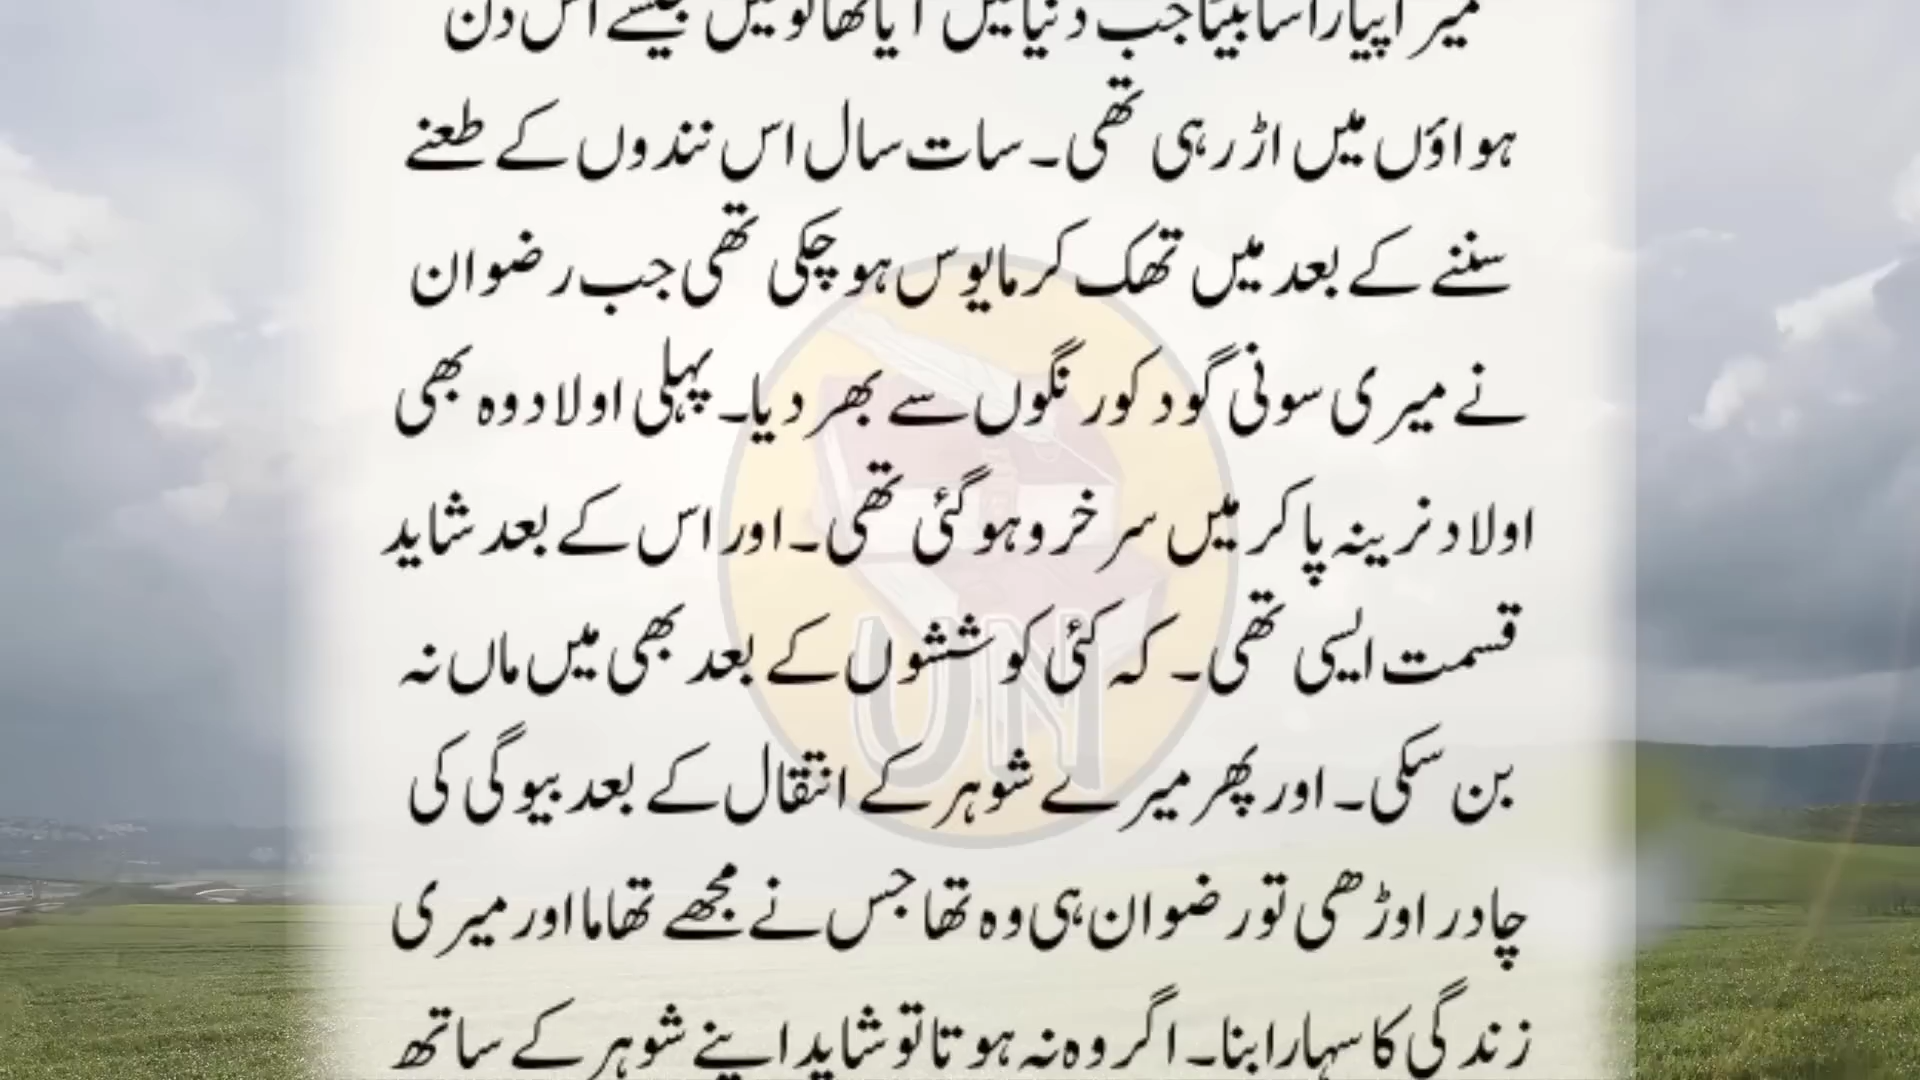 میرا پیارا سا بیٹا جب دنیا میں آیا تھا تو میں جیسے اس دن
ہواؤں میں اڑ رہی تھی۔ سات سال اس نندوں کے طعنے
سننے کے بعد میں تھک کر مایوس ہو چکی تھی جب رضوان
نے میری سونی گود کو رنگوں سے بھر دیا۔ پہلی اولاد وہ بھی
اولاد نرینہ پا کر میں سرخرو ہو گئی تھی۔ اور اس کے بعد شاید
قسمت ایسی تھی۔ کہ کئی کوششوں کے بعد بھی میں ماں نہ
بن سکی۔ اور پھر میرے شوہر کے انتقال کے بعد بیوگی کی
چادر اوڑھی تو رضوان ہی وہ تھا جس نے مجھے تھاما اور میری
زندگی کا سہارا بنا۔ اگر وہ نہ ہوتا تو شاید اپنے شوہر کے ساتھ
UN